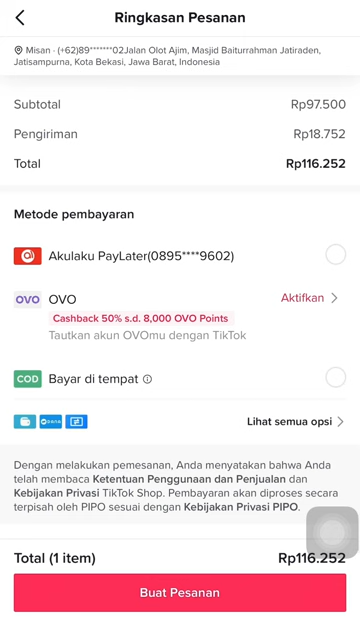 Ringkasan Pesanan
Misan · (+62)89*******02Jalan Olot Ajim, Masjid Baiturrahman Jatiraden,
Jatisampurna, Kota Bekasi, Jawa Barat, Indonesia
Subtotal Rp97.500
Pengiriman Rp18.752
Total Rp116.252
Metode pembayaran
Akulaku PayLater(0895****9602)
OVO OVO Aktifkan
Cashback 50% s.d. 8,000 OVO Points
Tautkan akun OVOmu dengan TikTok
COD Bayar di tempat
DANA Lihat semua opsi
Dengan melakukan pemesanan, Anda menyatakan bahwa Anda
telah membaca Ketentuan Penggunaan dan Penjualan dan
Kebijakan Privasi TikTok Shop. Pembayaran akan diproses secara
terpisah oleh PIPO sesuai dengan Kebijakan Privasi PIPO.
Total (1 item) Rp116.252
Buat Pesanan